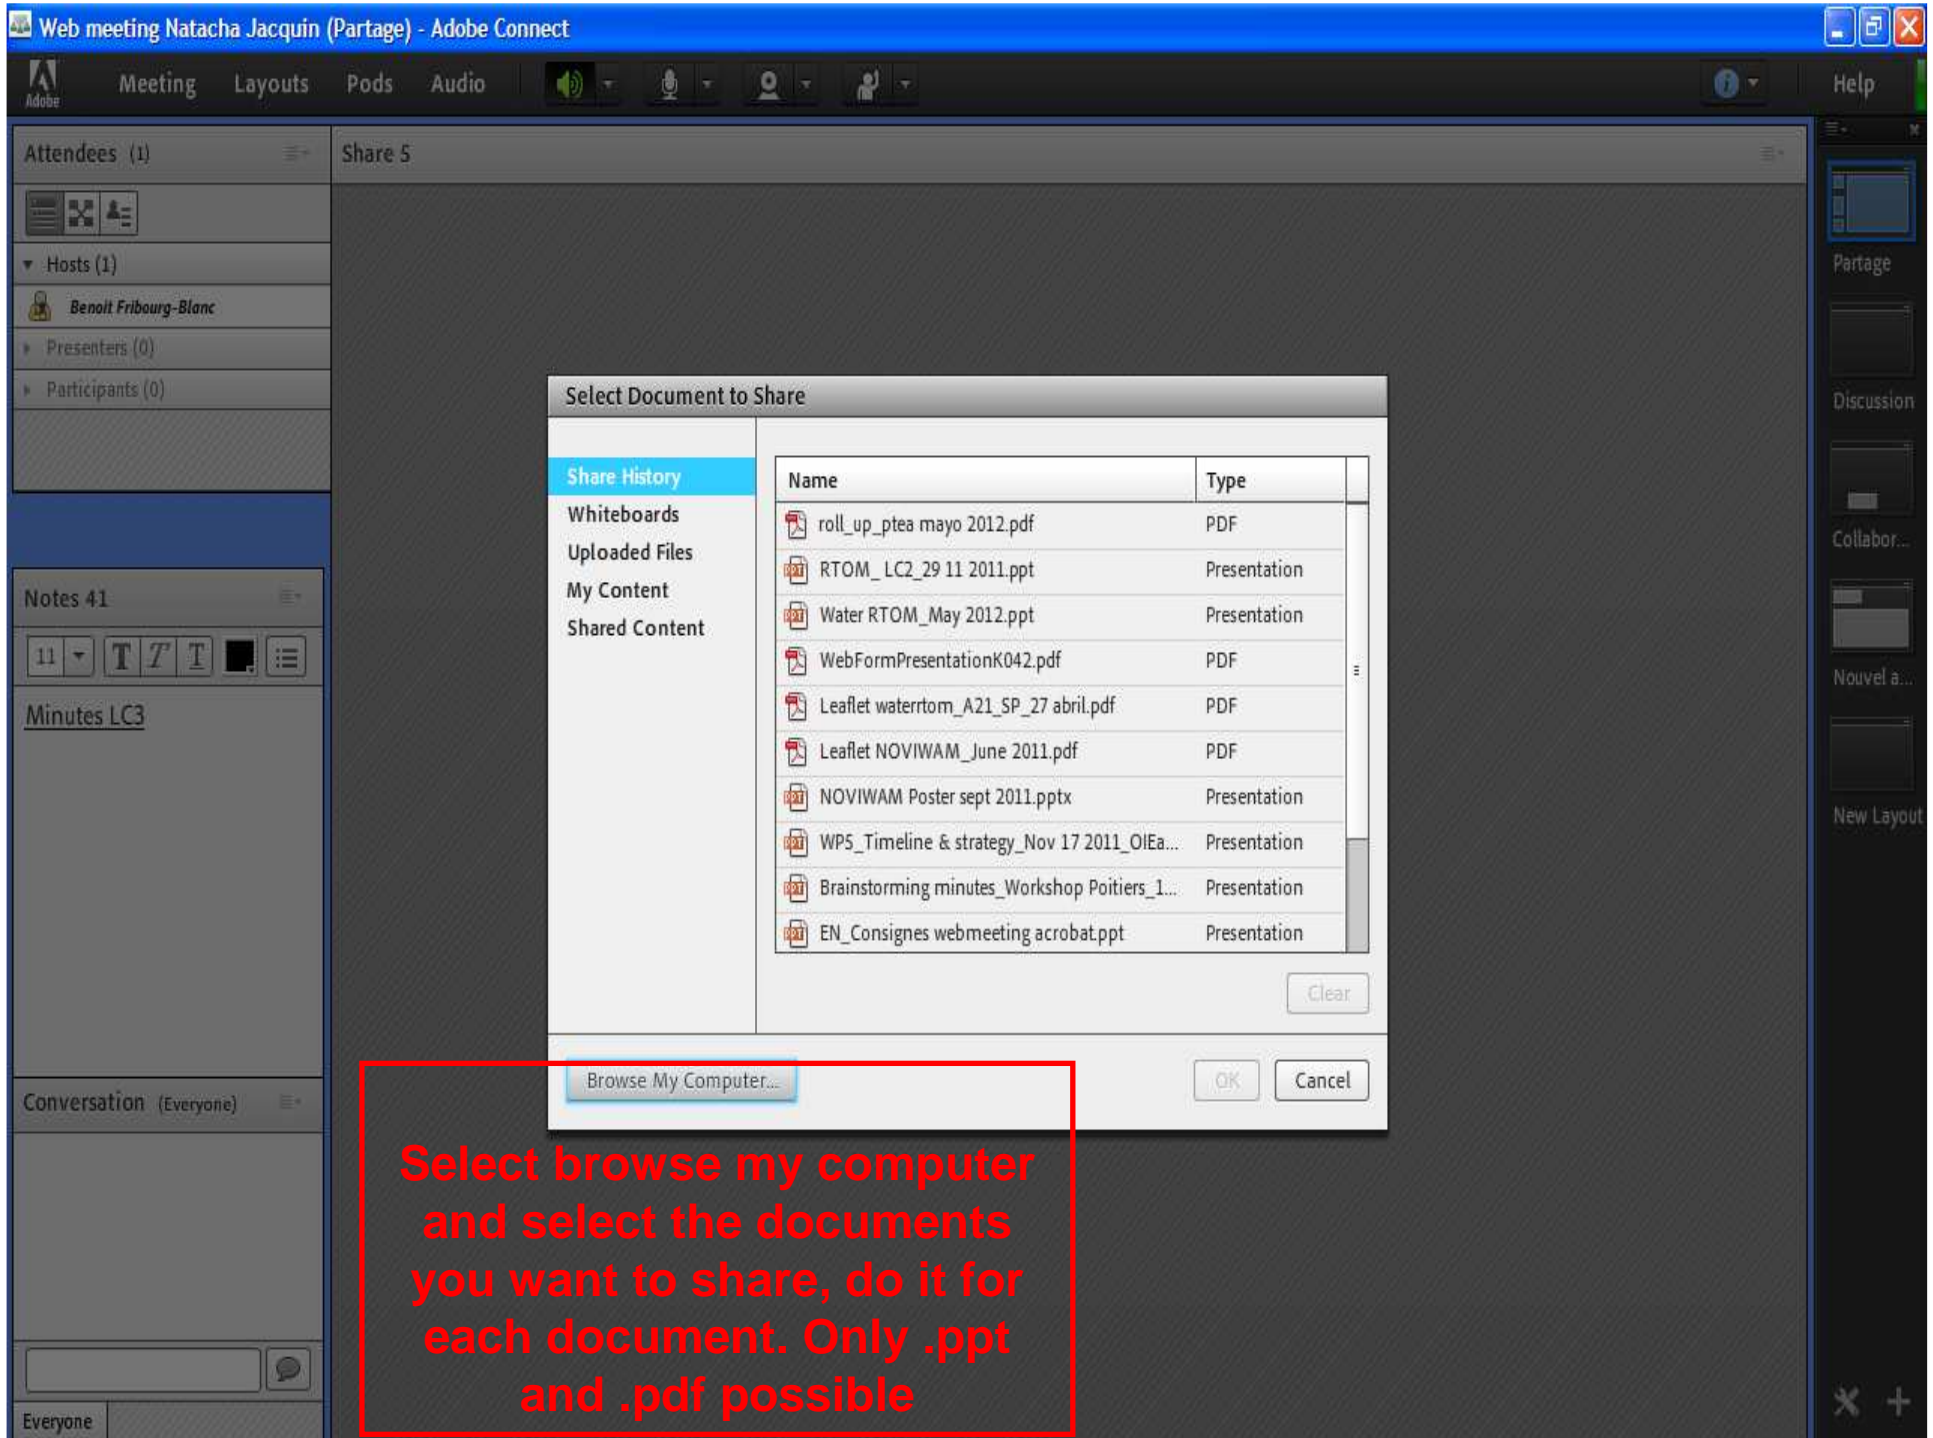 Web meeting Natacha Jacquin (Partage) - Adobe Connect
Adobe
Meeting Layouts Pods Audio Help
Attendees (1)
Share 5
Hosts (1)
Benoit Fribourg-Blanc
Presenters (0)
Participants (0)
Notes 41
11 T T T
Minutes LC3
Conversation (Everyone)
Everyone
Select Document to Share
Share History
Whiteboards
Uploaded Files
My Content
Shared Content
Name Type
roll_up_ptea mayo 2012.pdf PDF
RTOM_ LC2_29 11 2011.ppt Presentation
Water RTOM_May 2012.ppt Presentation
WebFormPresentationK042.pdf PDF
Leaflet waterrtom_A21_SP_27 abril.pdf PDF
Leaflet NOVIWAM_June 2011.pdf PDF
NOVIWAM Poster sept 2011.pptx Presentation
WP5_Timeline & strategy_Nov 17 2011_OIEa... Presentation
Brainstorming minutes_Workshop Poitiers_1... Presentation
EN_Consignes webmeeting acrobat.ppt Presentation
Clear
Browse My Computer...
OK Cancel
Select browse my computer
and select the documents
you want to share, do it for
each document. Only .ppt
and .pdf possible
Partage
Discussion
Collabor...
Nouvel a...
New Layout